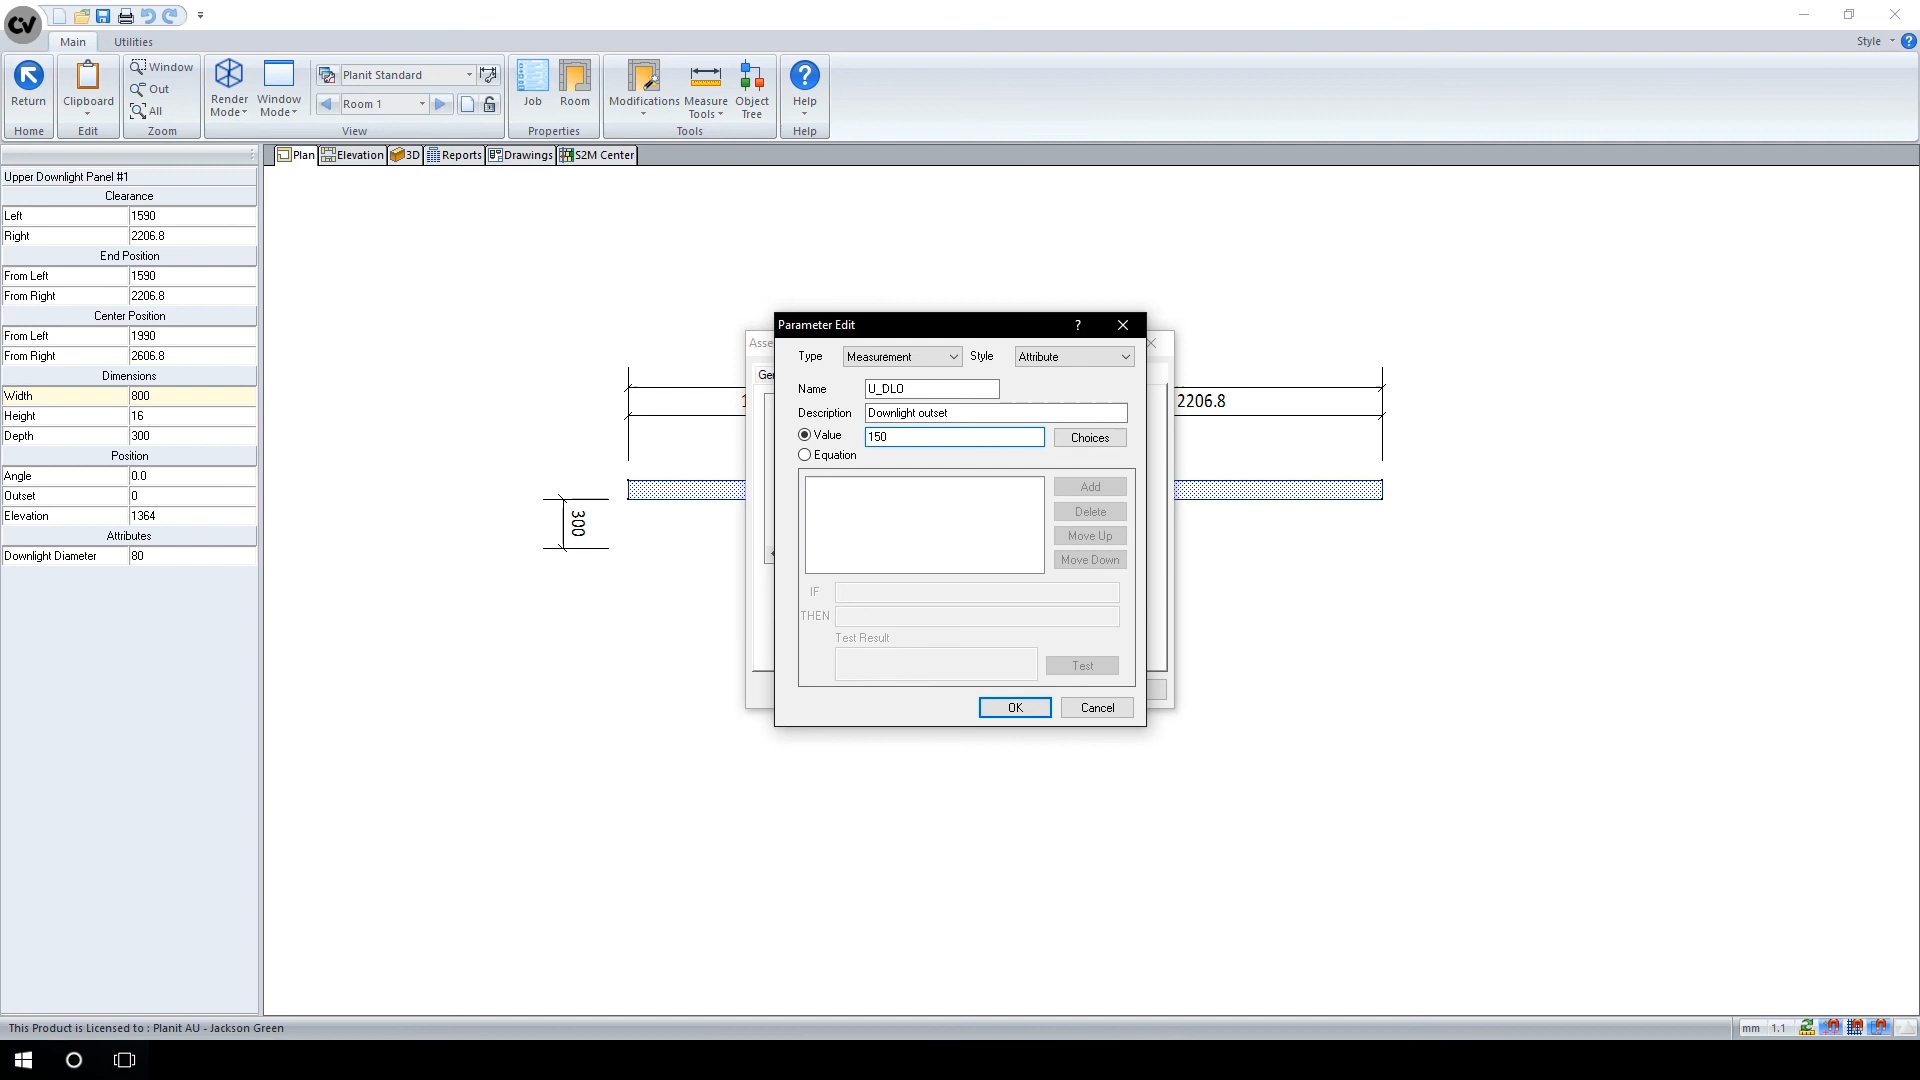 CV
Main Utilities Style
Return
Home
Clipboard
Edit
Window
Out
All
Zoom
Render Mode
Window Mode
Planit Standard
Room 1
View
Job Room
Properties
Modifications
Measure Tools
Object Tree
Tools
Help
Help
Plan Elevation 3D Reports Drawings S2M Center
Upper Downlight Panel #1
Clearance
Left 1590
Right 2206.8
End Position
From Left 1590
From Right 2206.8
Center Position
From Left 1990
From Right 2606.8
Dimensions
Width 800
Height 16
Depth 300
Position
Angle 0.0
Outset 0
Elevation 1364
Attributes
Downlight Diameter 80
2206.8
300
Asse
Ger
Parameter Edit ?
Type Measurement Style Attribute
Name U_DLO
Description Downlight outset
Value 150 Choices
Equation
Add
Delete
Move Up
Move Down
IF
THEN
Test Result
Test
OK Cancel
This Product is Licensed to : Planit AU - Jackson Green
mm 1.1